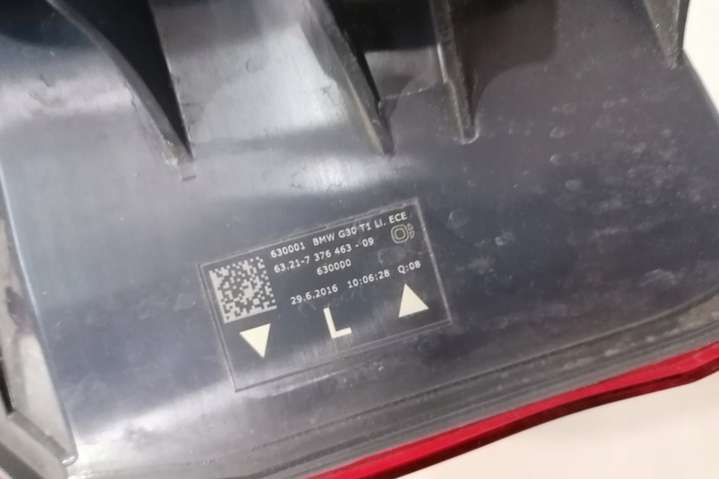 630001 BMW G30 T1 Li. ECE
63.21-7 376 463 - 09
630000
29.6.2016 10:06:28 Q:08
L